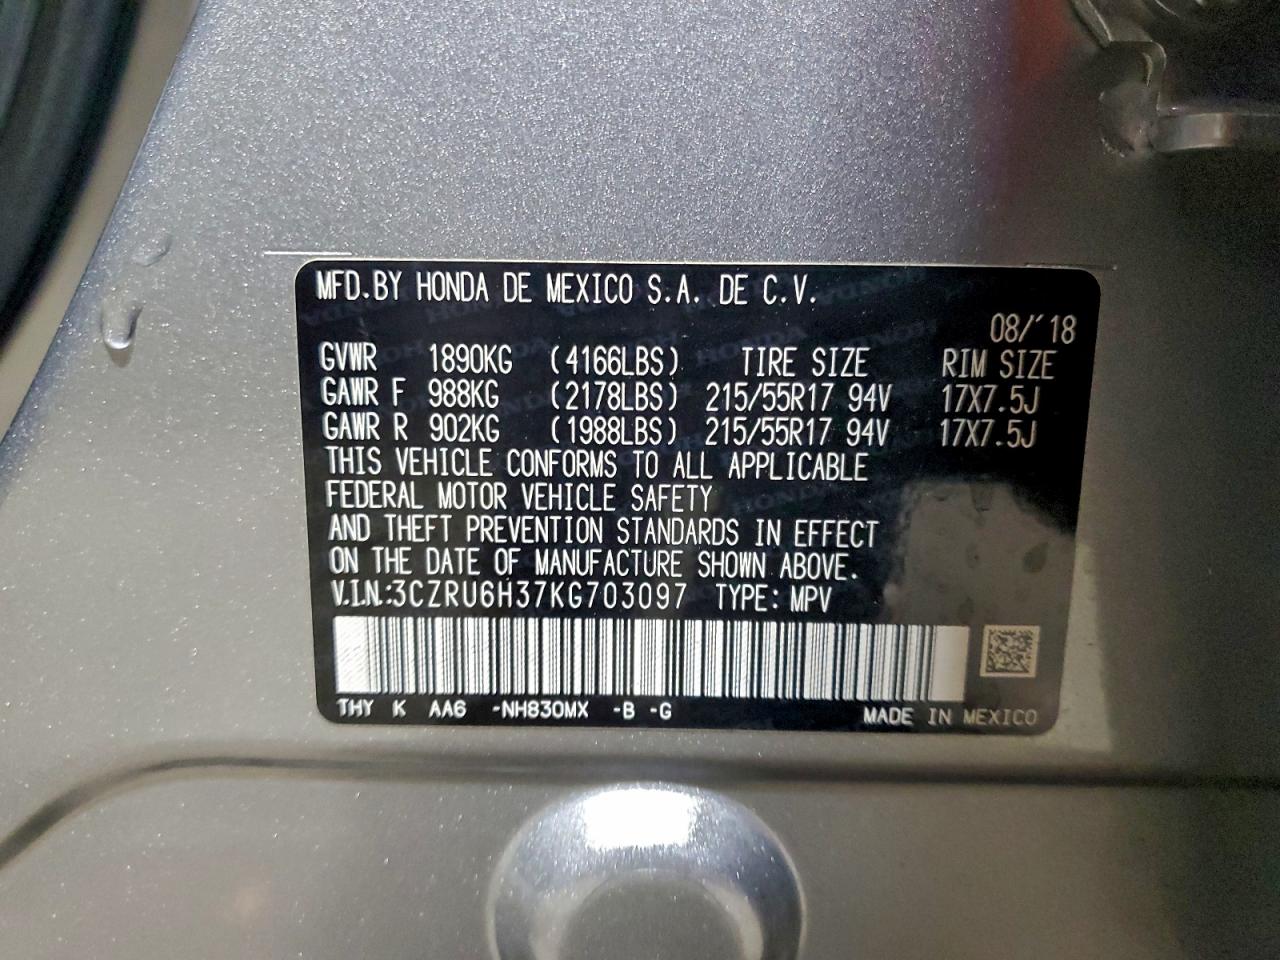 MFD.BY HONDA DE MEXICO S.A. DE C.V.
08/'18
GVWR 1890KG (4166LBS) TIRE SIZE RIM SIZE
GAWR F 988KG (2178LBS) 215/55R17 94V 17X7.5J
GAWR R 902KG (1988LBS) 215/55R17 94V 17X7.5J
THIS VEHICLE CONFORMS TO ALL APPLICABLE
FEDERAL MOTOR VEHICLE SAFETY
AND THEFT PREVENTION STANDARDS IN EFFECT
ON THE DATE OF MANUFACTURE SHOWN ABOVE.
V.I.N.:3CZRU6H37KG703097 TYPE: MPV
THY K AA6 -NH830MX -B -G MADE IN MEXICO